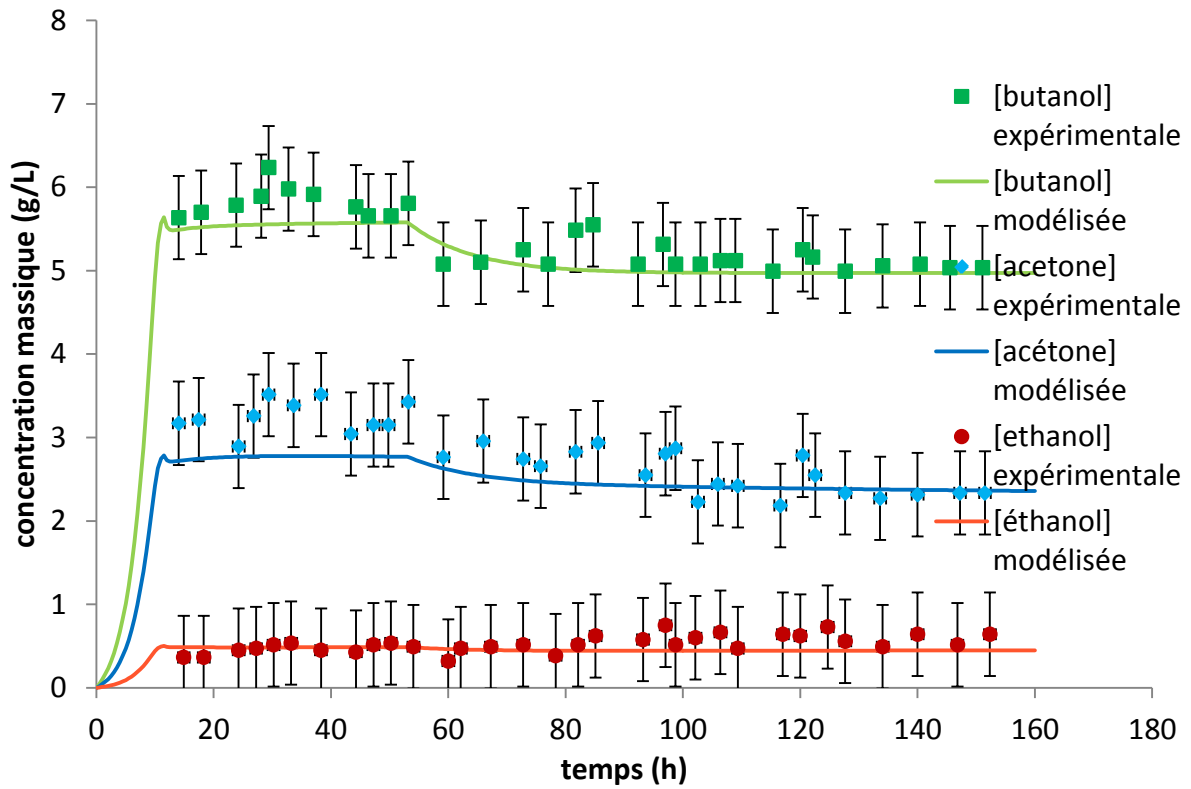 8
7
6
5
4
3
2
1
0
concentration massique (g/L)
0 20 40 60 80 100 120 140 160 180
temps (h)
[butanol]
expérimentale
[butanol]
modélisée
[acetone]
expérimentale
[acétone]
modélisée
[ethanol]
expérimentale
[éthanol]
modélisée